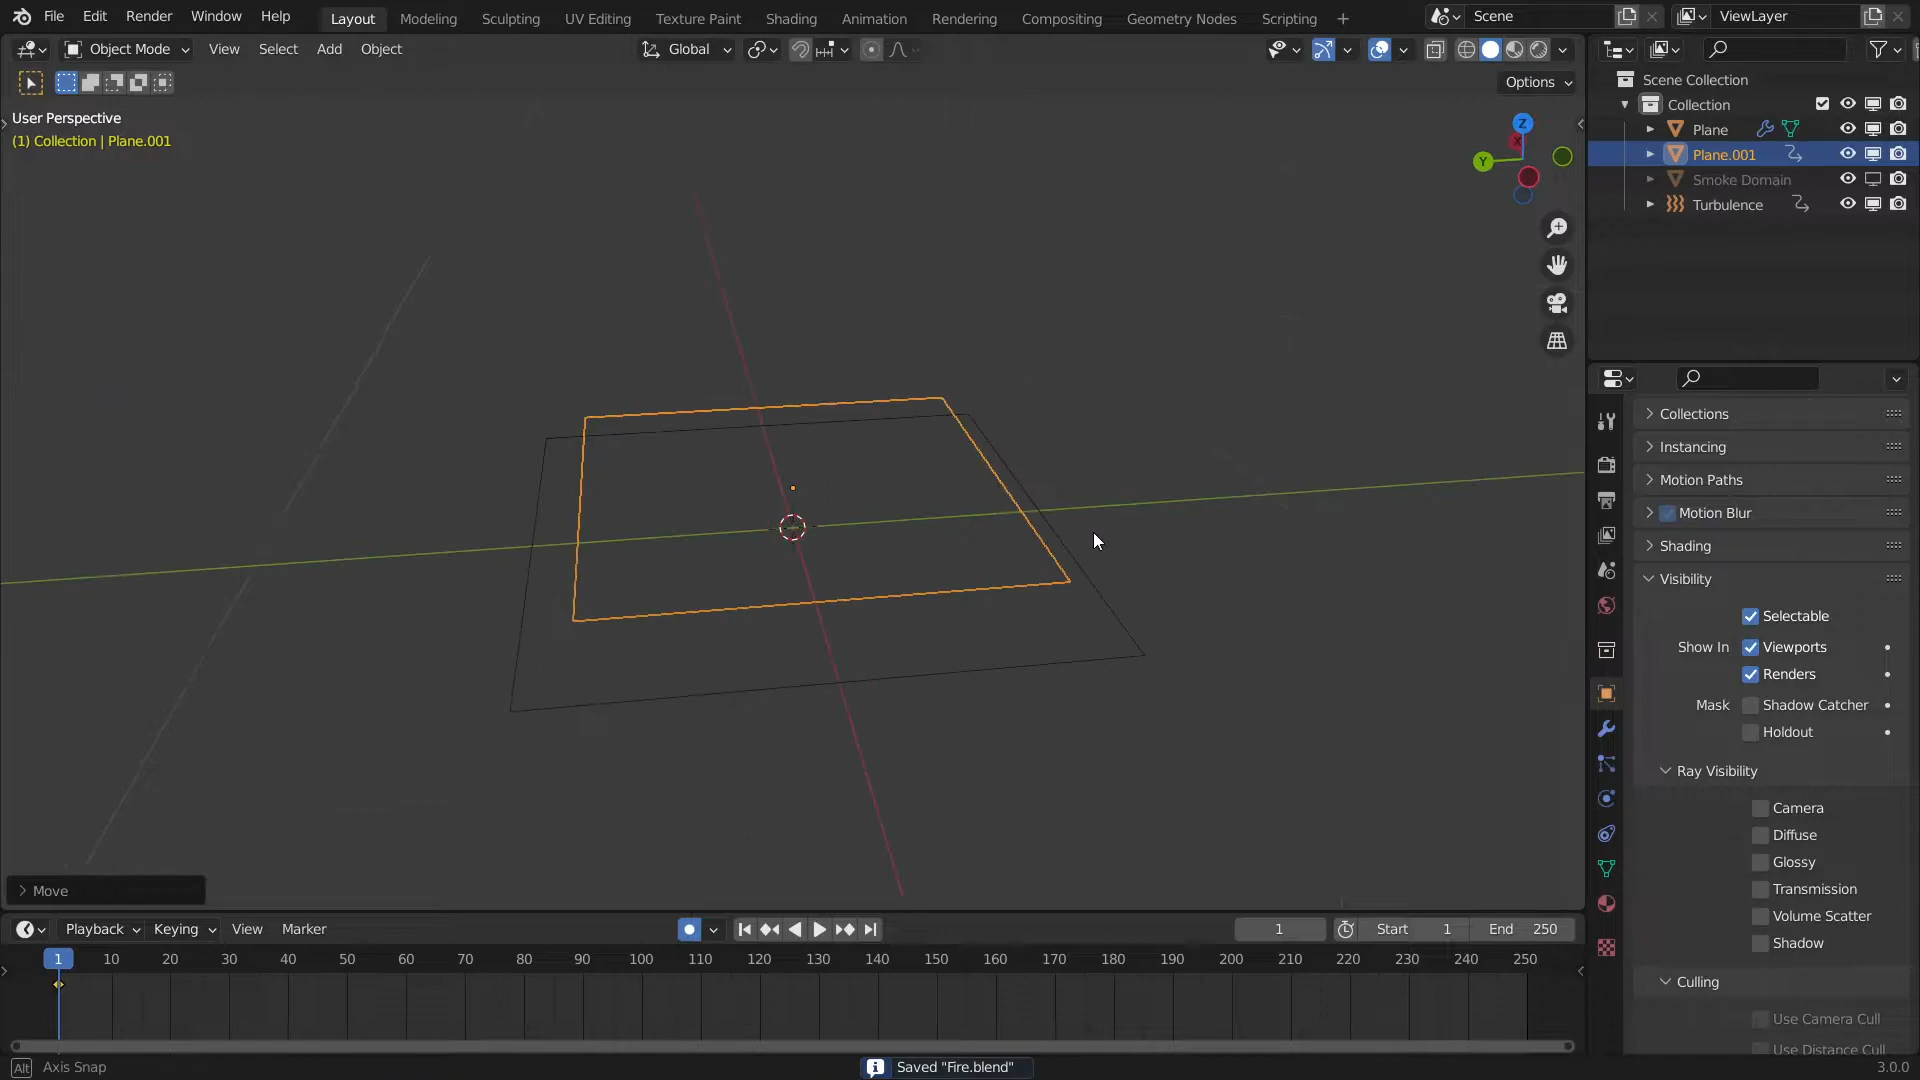 File Edit Render Window Help Layout Modeling Sculpting UV Editing Texture Paint Shading Animation Rendering Compositing Geometry Nodes Scripting + Scene ViewLayer
Object Mode View Select Add Object Global
Options
User Perspective
(1) Collection | Plane.001
Z
X
Y
Scene Collection
Collection
Plane
Plane.001
Smoke Domain
Turbulence
Collections
Instancing
Motion Paths
Motion Blur
Shading
Visibility
Selectable
Show In Viewports
Renders
Mask Shadow Catcher
Holdout
Ray Visibility
Camera
Diffuse
Glossy
Transmission
Volume Scatter
Shadow
Culling
Use Camera Cull
Use Distance Cull
Move
Playback Keying View Marker 1 Start 1 End 250
1 10 20 30 40 50 60 70 80 90 100 110 120 130 140 150 160 170 180 190 200 210 220 230 240 250
Alt Axis Snap Saved "Fire.blend" 3.0.0